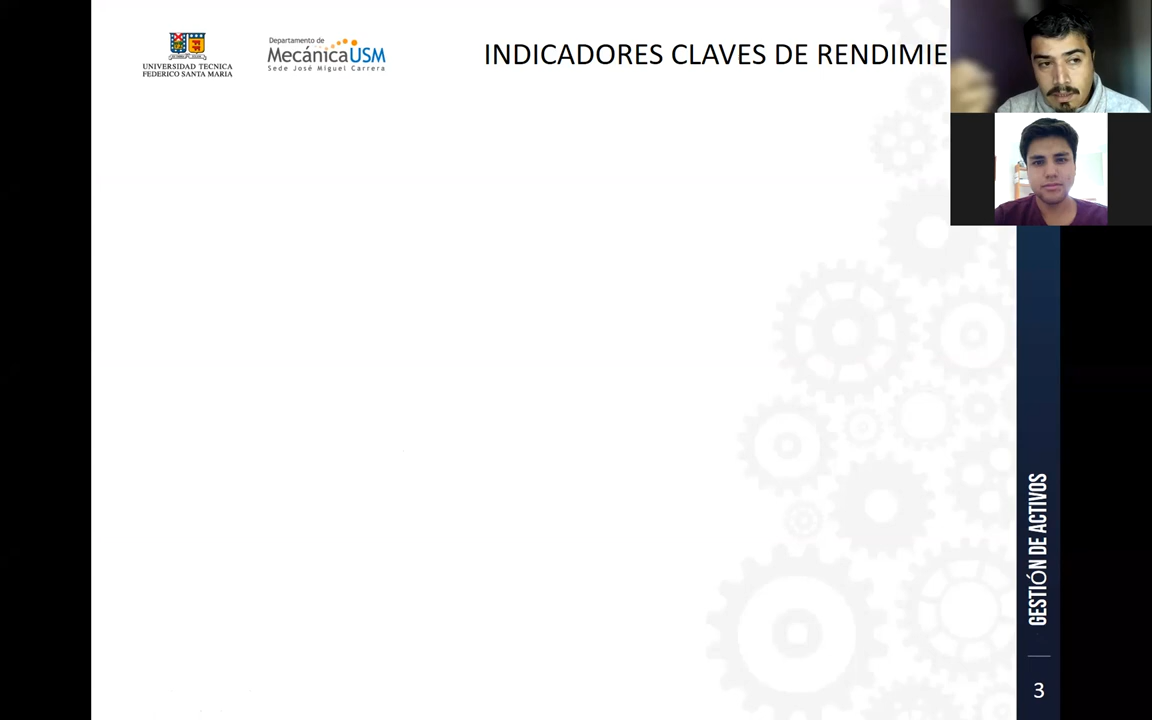 UNIVERSIDAD TECNICA
FEDERICO SANTA MARIA
Departamento de
MecánicaUSM
Sede José Miguel Carrera
INDICADORES CLAVES DE RENDIMIE
GESTIÓN DE ACTIVOS
3